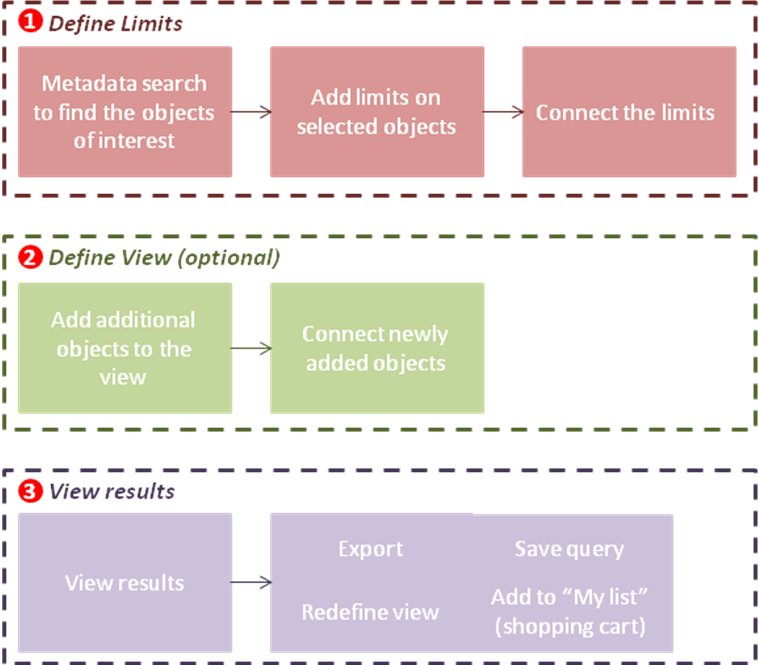 1 Define Limits
Metadata search
to find the objects
of interest
Add limits on
selected objects
Connect the limits
2 Define View (optional)
Add additional
objects to the
view
Connect newly
added objects
3 View results
View results
Export
Save query
Redefine view
Add to “My list”
(shopping cart)